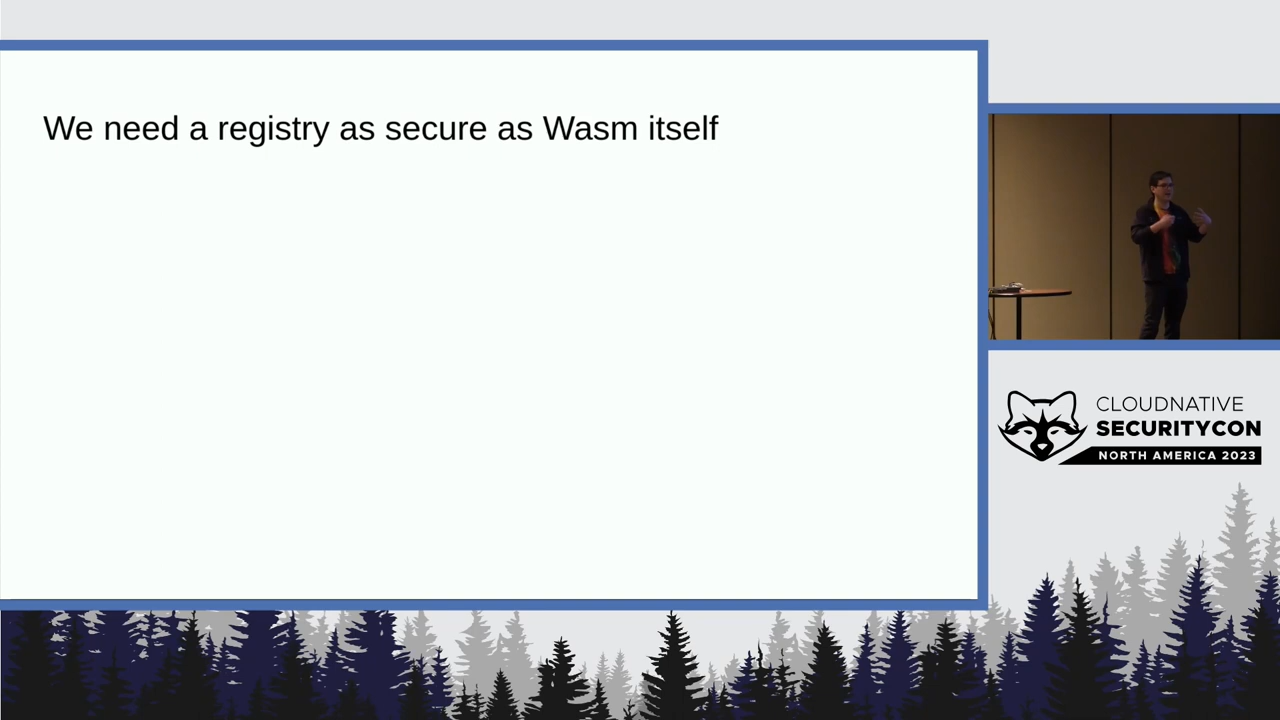 We need a registry as secure as Wasm itself
CLOUDNATIVE
SECURITYCON
NORTH AMERICA 2023